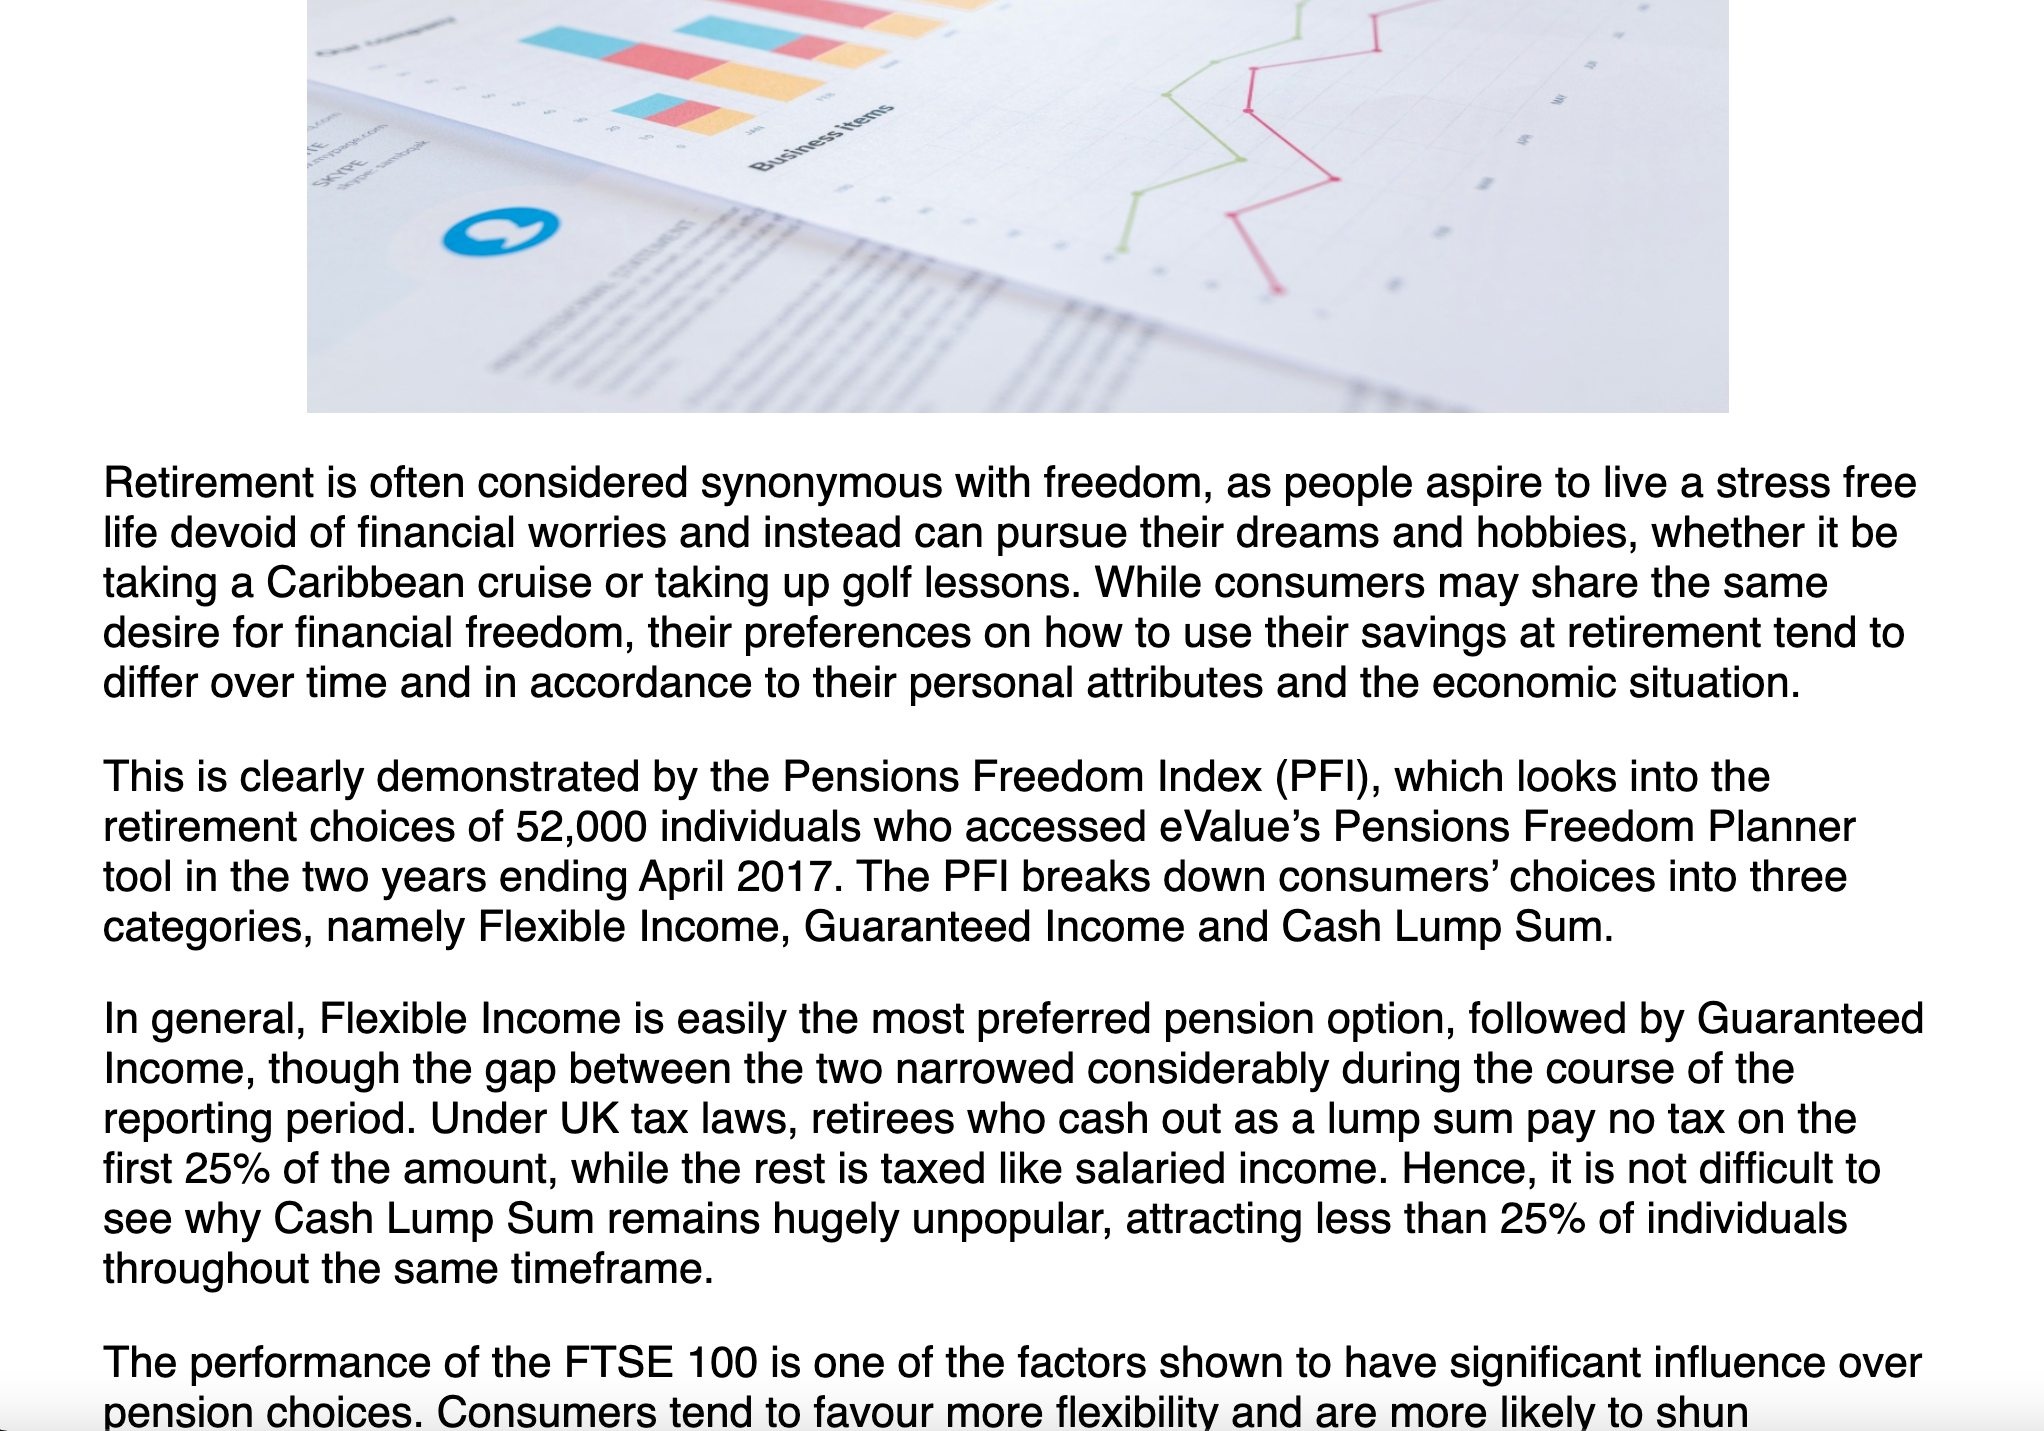 Our company
JAN
FEB
Business items
MAY
APR
SKYPE
PROFESSIONAL STATEMENT
Retirement is often considered synonymous with freedom, as people aspire to live a stress free
life devoid of financial worries and instead can pursue their dreams and hobbies, whether it be
taking a Caribbean cruise or taking up golf lessons. While consumers may share the same
desire for financial freedom, their preferences on how to use their savings at retirement tend to
differ over time and in accordance to their personal attributes and the economic situation.
This is clearly demonstrated by the Pensions Freedom Index (PFI), which looks into the
retirement choices of 52,000 individuals who accessed eValue’s Pensions Freedom Planner
tool in the two years ending April 2017. The PFI breaks down consumers’ choices into three
categories, namely Flexible Income, Guaranteed Income and Cash Lump Sum.
In general, Flexible Income is easily the most preferred pension option, followed by Guaranteed
Income, though the gap between the two narrowed considerably during the course of the
reporting period. Under UK tax laws, retirees who cash out as a lump sum pay no tax on the
first 25% of the amount, while the rest is taxed like salaried income. Hence, it is not difficult to
see why Cash Lump Sum remains hugely unpopular, attracting less than 25% of individuals
throughout the same timeframe.
The performance of the FTSE 100 is one of the factors shown to have significant influence over
pension choices. Consumers tend to favour more flexibility and are more likely to shun